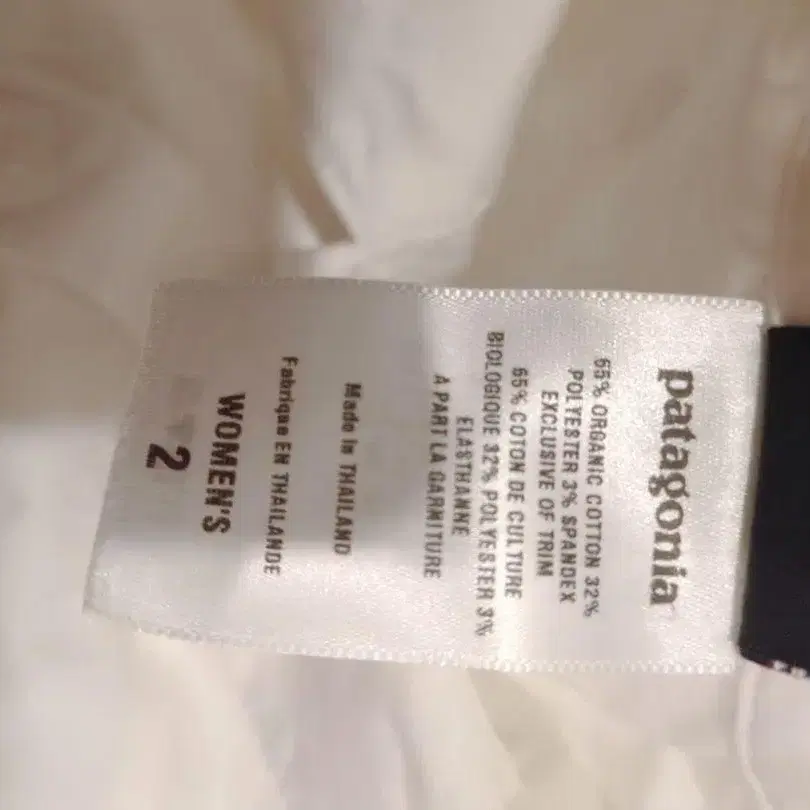 patagonia
65% ORGANIC COTTON 32%
POLYESTER 3% SPANDEX
EXCLUSIVE OF TRIM
65% COTON DE CULTURE
BIOLOGIQUE 32% POLYESTER 3%
ELASTHANNE
A PART LA GARNITURE
Made in THAILAND
Fabrique EN THAILANDE
WOMEN'S
2